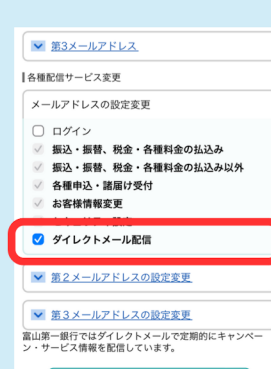 第3メールアドレス
各種配信サービス変更
メールアドレスの設定変更
ログイン
振込・振替、税金・各種料金の払込み
振込・振替、税金・各種料金の払込み以外
各種申込・諸届け受付
お客様情報変更
ダイレクトメール配信
第２メールアドレスの設定変更
第３メールアドレスの設定変更
富山第一銀行ではダイレクトメールで定期的にキャンペー
ン・サービス情報を配信しています。